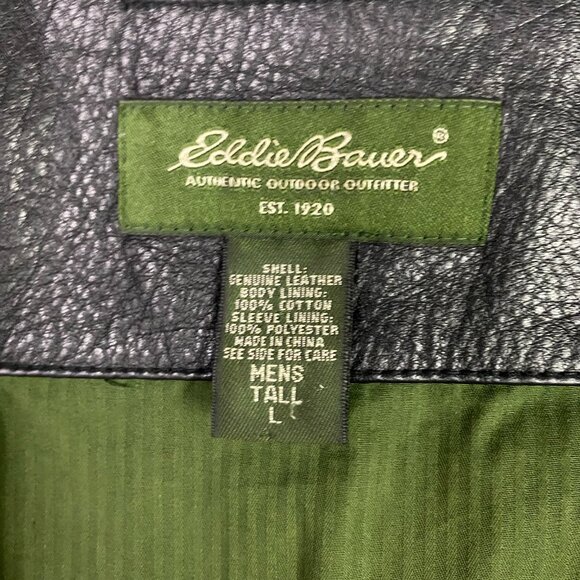 Eddie Bauer®
AUTHENTIC OUTDOOR OUTFITTER
EST. 1920
SHELL:
GENUINE LEATHER
BODY LINING:
100% COTTON
SLEEVE LINING:
100% POLYESTER
MADE IN CHINA
SEE SIDE FOR CARE
MENS
TALL
L